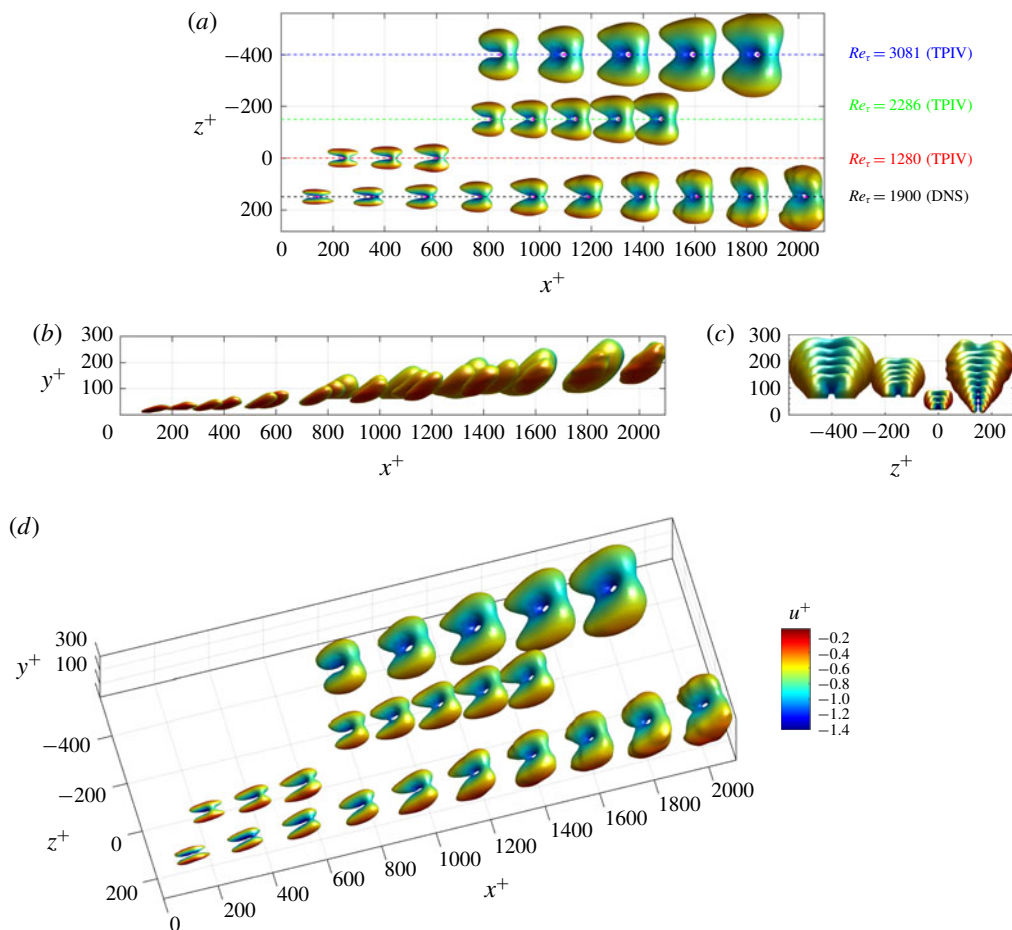 (a)
−400
−200
0
200
z+
0 200 400 600 800 1000 1200 1400 1600 1800 2000
x+
Reτ = 3081 (TPIV)
Reτ = 2286 (TPIV)
Reτ = 1280 (TPIV)
Reτ = 1900 (DNS)
(b)
300
200
100
0
y+
0 200 400 600 800 1000 1200 1400 1600 1800 2000
x+
(c)
300
200
100
0
−400 −200 0 200
z+
(d)
300
100
y+
−400
−200
0
200
z+
0 200 400 600 800 1000 1200 1400 1600 1800 2000
x+
u+
−0.2
−0.4
−0.6
−0.8
−1.0
−1.2
−1.4